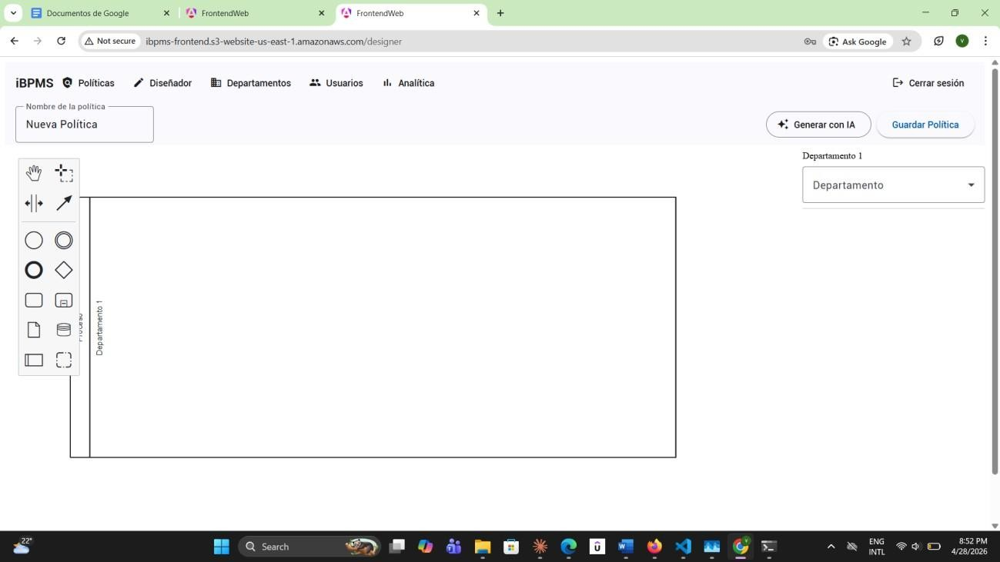 Documentos de Google
FrontendWeb
FrontendWeb
Not secure
ibpms-frontend.s3-website-us-east-1.amazonaws.com/designer
Ask Google
V
iBPMS
Políticas
Diseñador
Departamentos
Usuarios
Analítica
Cerrar sesión
Nombre de la política
Nueva Política
Generar con IA
Guardar Política
Departamento 1
Departamento
Proceso
Departamento 1
22°
Search
ENG
INTL
8:52 PM
4/28/2026